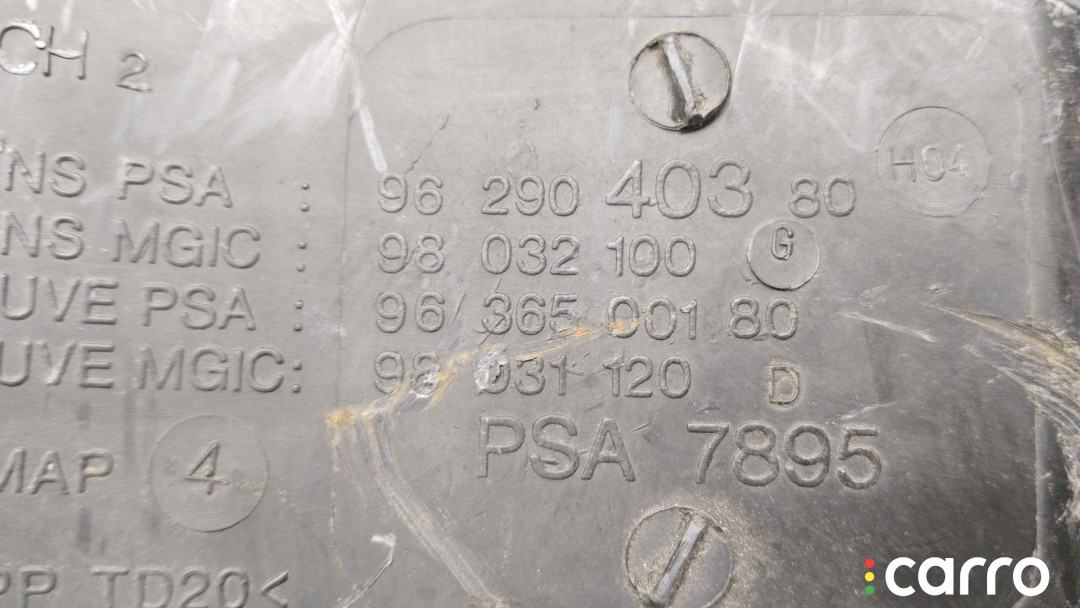 CH 2
H04
NS PSA : 96 290 403 80
NS MGIC : 98 032 100 G
UVE PSA : 96 365 001 80
UVE MGIC: 98 031 120 D
PSA 7895
MAP 4
PP TD20<
carro